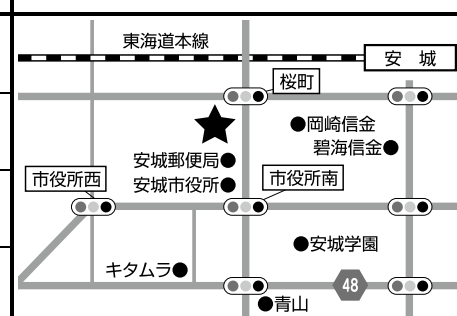 東海道本線
安 城
桜町
岡崎信金
碧海信金
安城郵便局
安城市役所
市役所西
市役所南
安城学園
キタムラ
48
青山